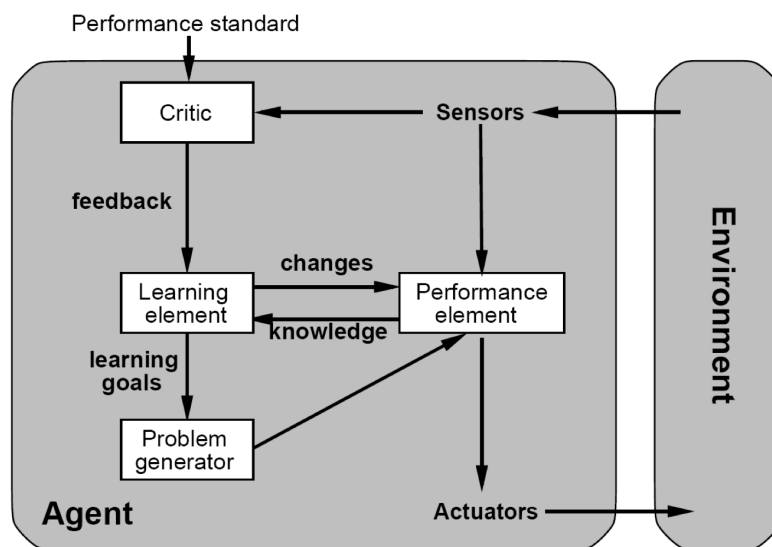 Performance standard
Critic
Sensors
feedback
changes
Learning
element
Performance
element
knowledge
learning
goals
Problem
generator
Agent
Actuators
Environment